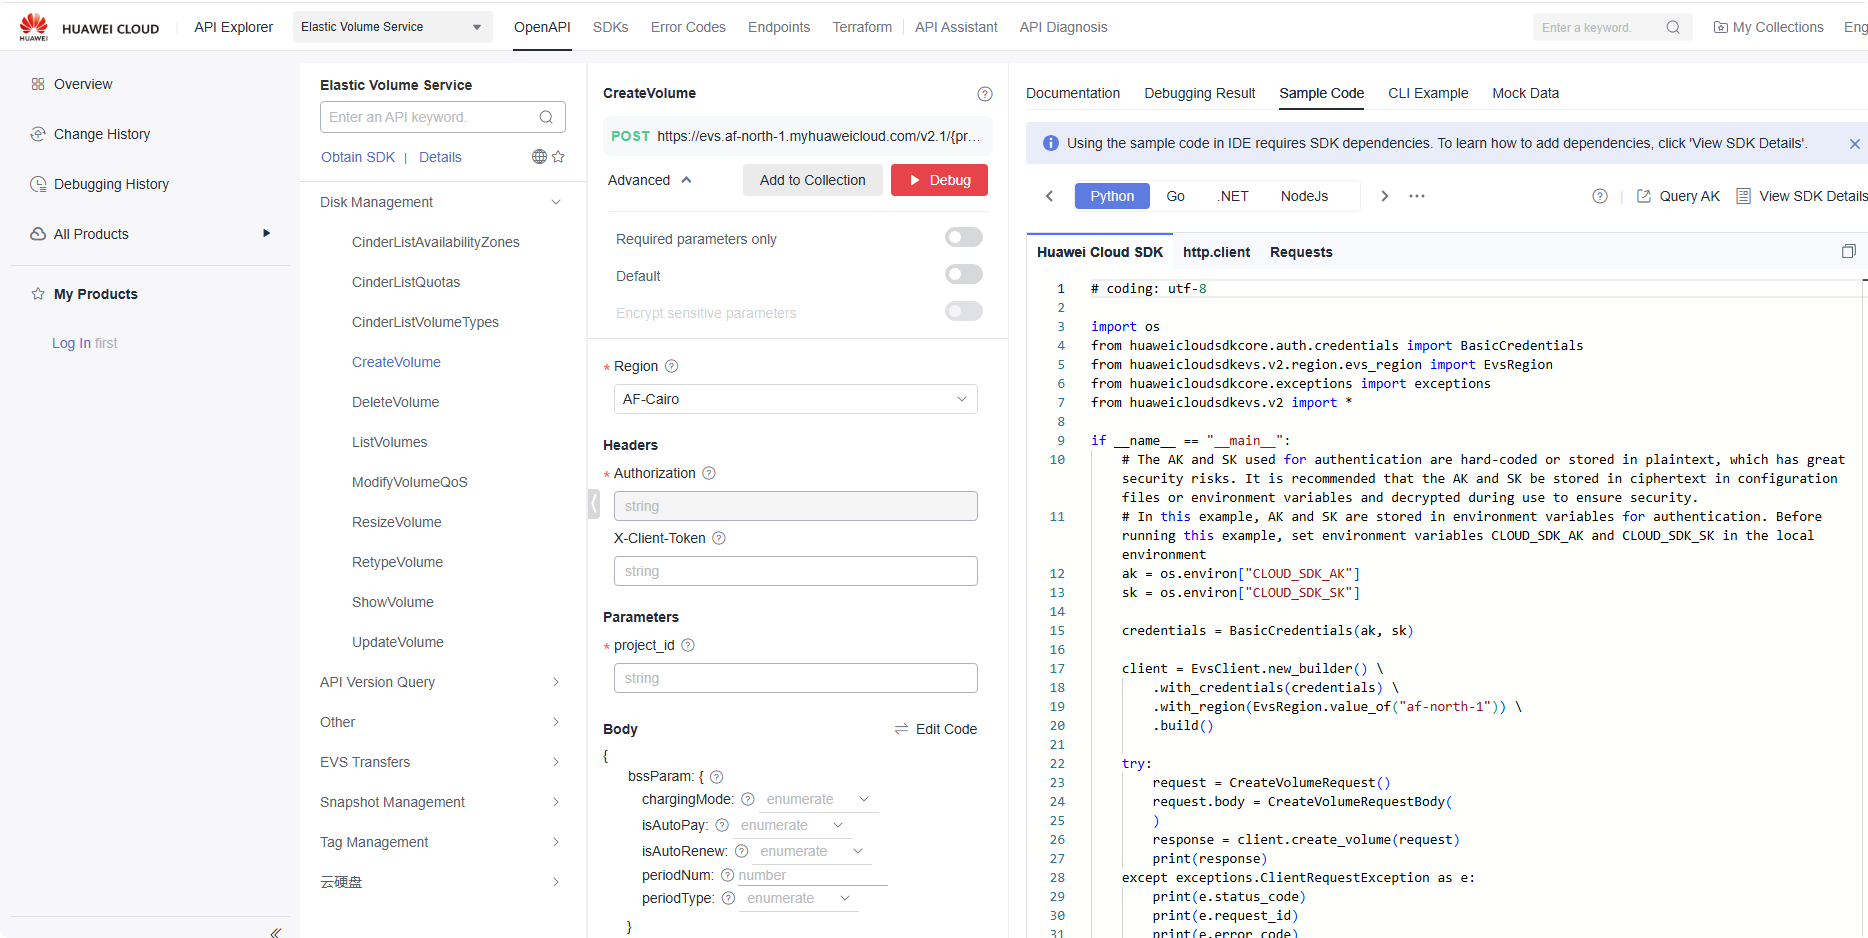 HUAWEI
HUAWEI CLOUD
API Explorer
Elastic Volume Service
OpenAPI
SDKs
Error Codes
Endpoints
Terraform
API Assistant
API Diagnosis
Enter a keyword.
My Collections
Eng
Overview
Change History
Debugging History
All Products
My Products
Log In first
Elastic Volume Service
Enter an API keyword.
Obtain SDK | Details
Disk Management
CinderListAvailabilityZones
CinderListQuotas
CinderListVolumeTypes
CreateVolume
DeleteVolume
ListVolumes
ModifyVolumeQoS
ResizeVolume
RetypeVolume
ShowVolume
UpdateVolume
API Version Query
Other
EVS Transfers
Snapshot Management
Tag Management
云硬盘
CreateVolume
POST https://evs.af-north-1.myhuaweicloud.com/v2.1/{pr...
Advanced
Add to Collection
Debug
Required parameters only
Default
Encrypt sensitive parameters
* Region
AF-Cairo
Headers
* Authorization
string
X-Client-Token
string
Parameters
* project_id
string
Body
Edit Code
{
bssParam: {
chargingMode: enumerate
isAutoPay: enumerate
isAutoRenew: enumerate
periodNum: number
periodType: enumerate
}
Documentation
Debugging Result
Sample Code
CLI Example
Mock Data
Using the sample code in IDE requires SDK dependencies. To learn how to add dependencies, click 'View SDK Details'.
Python
Go
.NET
NodeJs
Query AK
View SDK Details
Huawei Cloud SDK
http.client
Requests
1 # coding: utf-8
2
3 import os
4 from huaweicloudsdkcore.auth.credentials import BasicCredentials
5 from huaweicloudsdkevs.v2.region.evs_region import EvsRegion
6 from huaweicloudsdkcore.exceptions import exceptions
7 from huaweicloudsdkevs.v2 import *
8
9 if __name__ == "__main__":
10 # The AK and SK used for authentication are hard-coded or stored in plaintext, which has great
security risks. It is recommended that the AK and SK be stored in ciphertext in configuration
files or environment variables and decrypted during use to ensure security.
11 # In this example, AK and SK are stored in environment variables for authentication. Before
running this example, set environment variables CLOUD_SDK_AK and CLOUD_SDK_SK in the local
environment
12 ak = os.environ["CLOUD_SDK_AK"]
13 sk = os.environ["CLOUD_SDK_SK"]
14
15 credentials = BasicCredentials(ak, sk)
16
17 client = EvsClient.new_builder() \
18 .with_credentials(credentials) \
19 .with_region(EvsRegion.value_of("af-north-1")) \
20 .build()
21
22 try:
23 request = CreateVolumeRequest()
24 request.body = CreateVolumeRequestBody(
25 )
26 response = client.create_volume(request)
27 print(response)
28 except exceptions.ClientRequestException as e:
29 print(e.status_code)
30 print(e.request_id)
31 print(e.error_code)